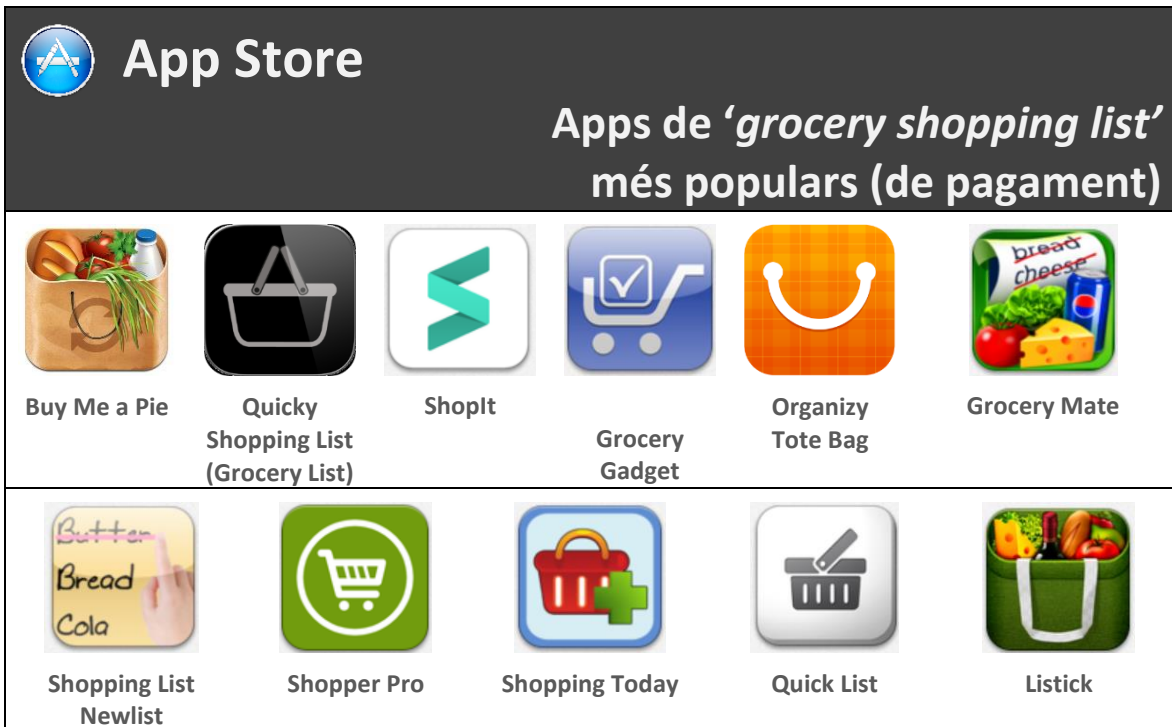 App Store
Apps de ‘grocery shopping list’
més populars (de pagament)
bread
cheese
Buy Me a Pie
Quicky
Shopping List
(Grocery List)
ShopIt
Grocery
Gadget
Organizy
Tote Bag
Grocery Mate
Butter
Bread
Cola
Shopping List
Newlist
Shopper Pro
Shopping Today
Quick List
Listick